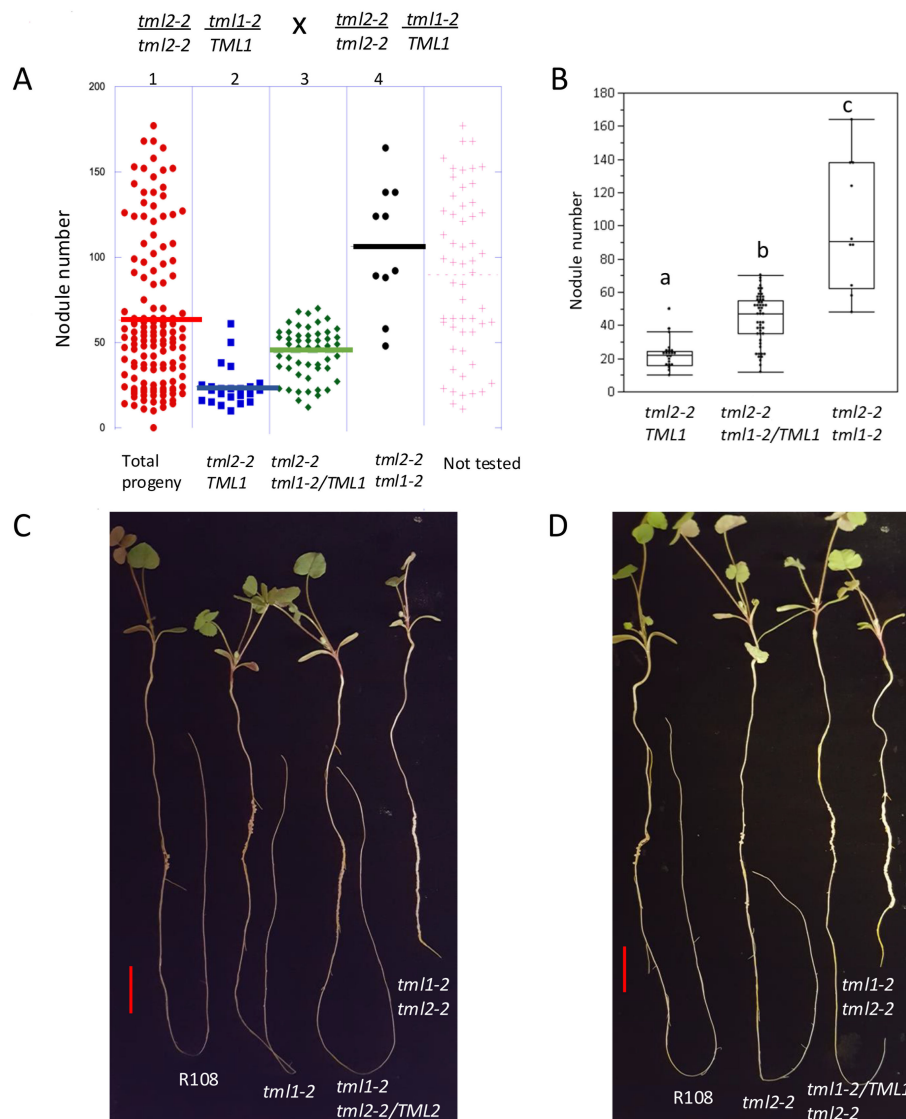 tml2-2 tml1-2 X tml2-2 tml1-2
tml2-2 TML1 tml2-2 TML1
A
1 2 3 4
200
150
100
50
0
Nodule number
Total progeny
tml2-2 TML1
tml2-2 tml1-2/TML1
tml2-2 tml1-2
Not tested
B
180
160
140
120
100
80
60
40
20
0
Nodule number
a
b
c
tml2-2 TML1
tml2-2 tml1-2/TML1
tml2-2 tml1-2
C
R108
tml1-2
tml1-2
tml2-2/TML2
tml1-2
tml2-2
D
R108
tml2-2
tml1-2/TML1
tml2-2
tml1-2
tml2-2